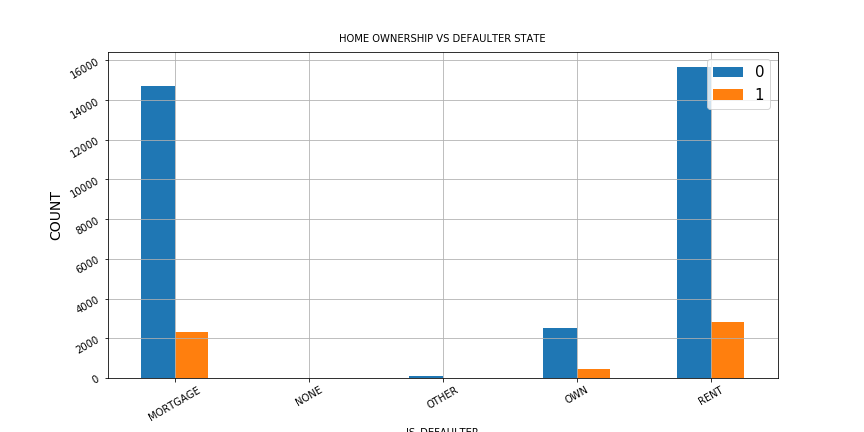 HOME OWNERSHIP VS DEFAULTER STATE
0
1
COUNT
16000
14000
12000
10000
8000
6000
4000
2000
0
MORTGAGE
NONE
OTHER
OWN
RENT
IS_DEFAULTER